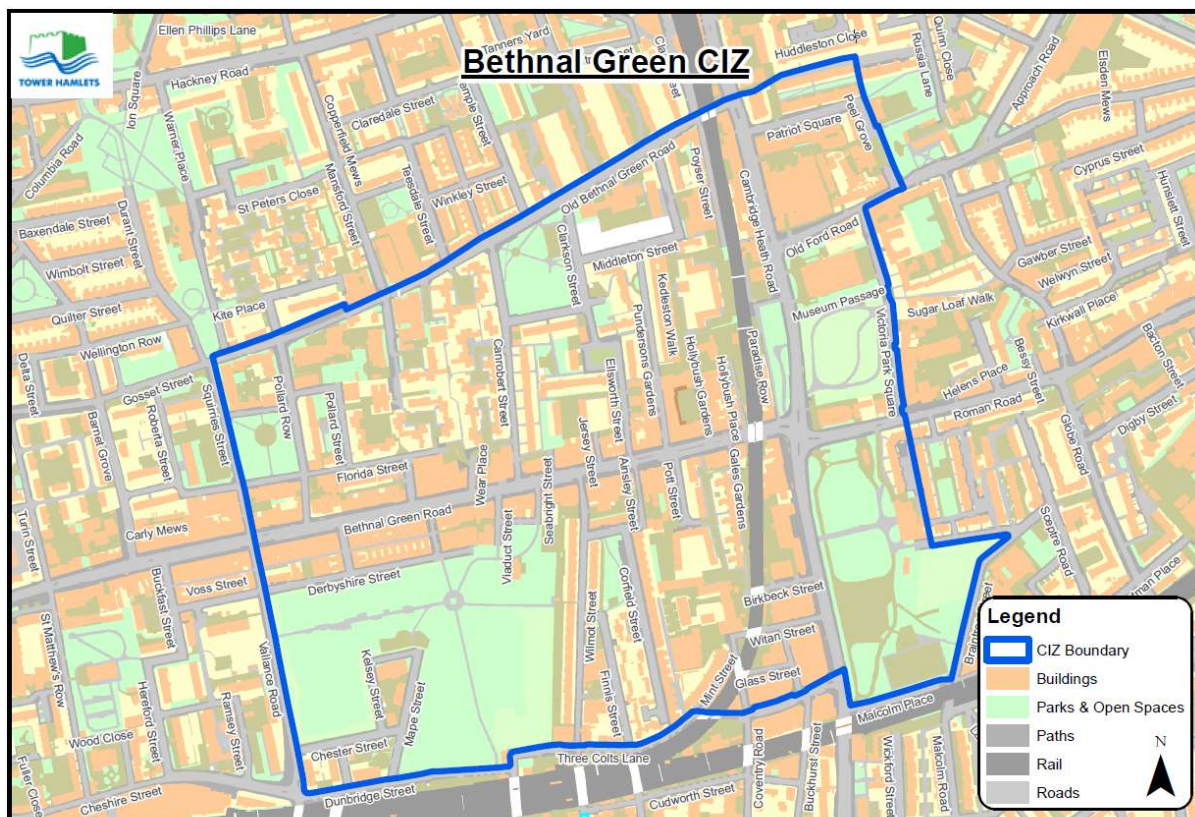 TOWER HAMLETS
Bethnal Green CIZ
Ellen Phillips Lane
Tanners Yard
Huddleston Close
Quinn Close
Russia Lane
Approach Road
Elsden Mews
Hackney Road
Ion Square
Warner Place
Copperfield Mews
Claredale Street
Patriot Square
Peel Grove
Columbia Road
Mansford Street
Teesdale Street
Winkley Street
Old Bethnal Green Road
Poyser Street
Cambridge Heath Road
Cyprus Street
Hunslett Street
St Peters Close
Baxendale Street
Durant Street
Wimbolt Street
Clarkson Street
Middleton Street
Old Ford Road
Gawber Street
Welwyn Street
Quilter Street
Kite Place
Kedleston Walk
Museum Passage
Sugar Loaf Walk
Kirkwall Place
Wellington Row
Pundersons Gardens
Victoria Park Square
Bessy Street
Bacton Street
Delta Street
Gosset Street
Squirries Street
Pollard Row
Pollard Street
Canrobert Street
Ellsworth Street
Hollybush Gardens
Hollybush Place
Paradise Row
Helens Place
Roman Road
Digby Street
Barnet Grove
Roberta Street
Florida Street
Wear Place
Jersey Street
Ainsley Street
Pott Street
Gales Gardens
Globe Road
Turin Street
Carly Mews
Bethnal Green Road
Viaduct Street
Seabright Street
Sceptre Road
Voss Street
Buckfast Street
Derbyshire Street
Wilmot Street
Corfield Street
Birkbeck Street
St Matthew's Row
Hereford Street
Ramsey Street
Vallance Road
Kelsey Street
Mape Street
Finnis Street
Witan Street
Glass Street
Mint Street
Wood Close
Chester Street
Three Colts Lane
Malcolm Place
Fuller Close
Cheshire Street
Dunbridge Street
Cudworth Street
Coventry Road
Buckhurst Street
Wickford Street
Malcolm Road
Legend
CIZ Boundary
Buildings
Parks & Open Spaces
Paths
Rail
Roads
N